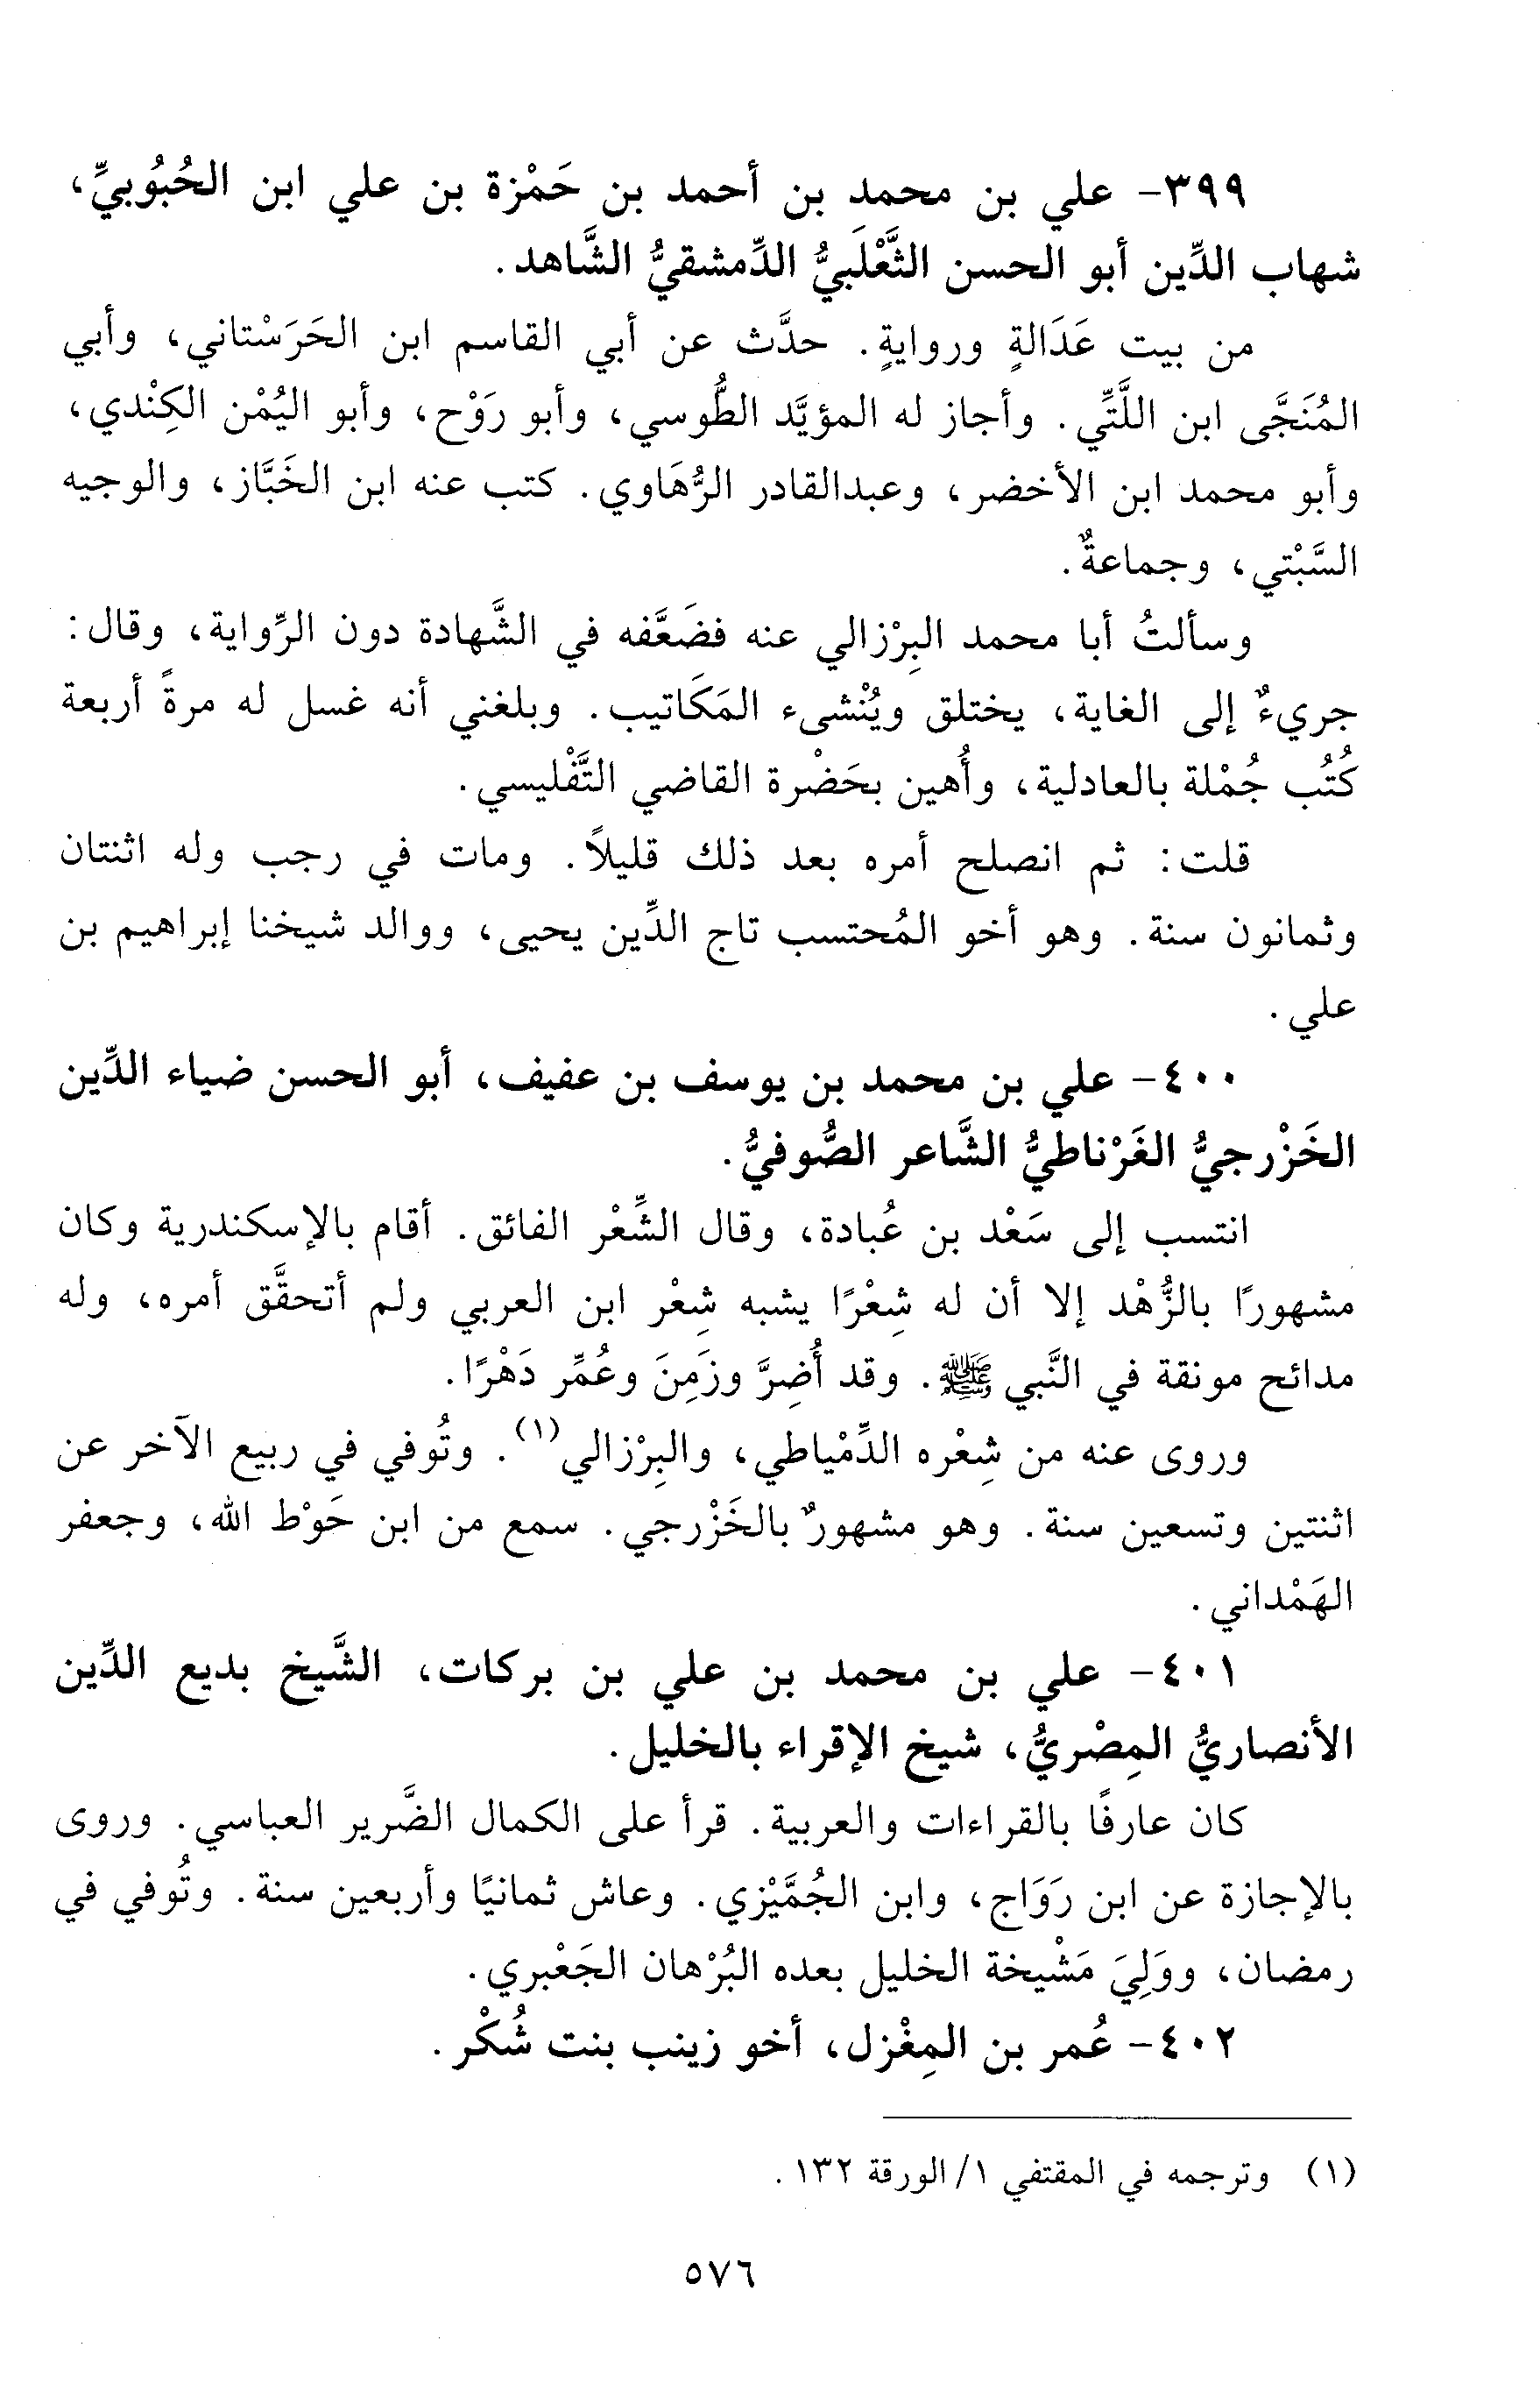 ٣٩٩- علي بن محمد بن أحمد بن حَمْزة بن علي ابن الحُبُوبيِّ،
شهاب الدِّين أبو الحسن الثَّعْلَبيُّ الدِّمشقيُّ الشَّاهد.
من بيت عَدَالةٍ وروايةٍ. حدَّث عن أبي القاسم ابن الحَرَسْتاني، وأبي
المُنَجَّى ابن اللَّتِّي. وأجاز له المؤيَّد الطُّوسي، وأبو رَوْح، وأبو اليُمْن الكِنْدي،
وأبو محمد ابن الأخضر، وعبدالقادر الرُّهَاوي. كتب عنه ابن الخَبَّاز، والوجيه
السَّبْتي، وجماعةٌ.
وسألتُ أبا محمد البِرْزالي عنه فضَعَّفه في الشَّهادة دون الرِّواية، وقال:
جريءٌ إلى الغاية، يختلق ويُنْشىء المَكَاتيب. وبلغني أنه غسل له مرةً أربعة
كُتُب جُمْلة بالعادلية، وأُهين بحَضْرة القاضي التَّفْليسي.
قلت: ثم انصلح أمره بعد ذلك قليلاً. ومات في رجب وله اثنتان
وثمانون سنة. وهو أخو المُحتسب تاج الدِّين يحيى، ووالد شيخنا إبراهيم بن
علي.
٤٠٠- علي بن محمد بن يوسف بن عفيف، أبو الحسن ضياء الدِّين
الخَزْرجيُّ الغَرْناطيُّ الشَّاعر الصُّوفيُّ.
انتسب إلى سَعْد بن عُبادة، وقال الشِّعْر الفائق. أقام بالإسكندرية وكان
مشهورًا بالزُّهْد إلا أن له شِعْرًا يشبه شِعْر ابن العربي ولم أتحقَّق أمره، وله
مدائح مونقة في النَّبي ﷺ. وقد أُضِرَّ وزَمِنَ وعُمِّر دَهْرًا.
وروى عنه من شِعْره الدِّمْياطي، والبِرْزالي(١). وتُوفي في ربيع الآخر عن
اثنتين وتسعين سنة. وهو مشهورٌ بالخَزْرجي. سمع من ابن حَوْط الله، وجعفر
الهَمْداني.
٤٠١- علي بن محمد بن علي بن بركات، الشَّيخ بديع الدِّين
الأنصاريُّ المِصْريُّ، شيخ الإقراء بالخليل.
كان عارفًا بالقراءات والعربية. قرأ على الكمال الضَّرير العباسي. وروى
بالإجازة عن ابن رَوَاج، وابن الجُمَّيْزي. وعاش ثمانيًا وأربعين سنة. وتُوفي في
رمضان، ووَلِيَ مَشْيخة الخليل بعده البُرْهان الجَعْبري.
٤٠٢- عُمر بن المِغْزل، أخو زينب بنت شُكْر.
(١) وترجمه في المقتفي ١/ الورقة ١٣٢.
٥٧٦